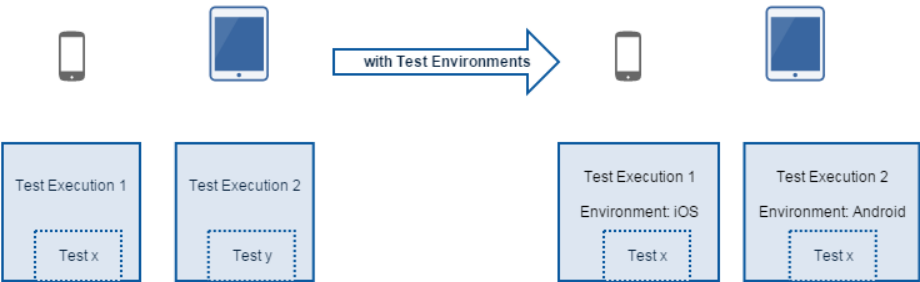 with Test Environments
Test Execution 1
Test x
Test Execution 2
Test y
Test Execution 1
Environment: iOS
Test x
Test Execution 2
Environment: Android
Test x